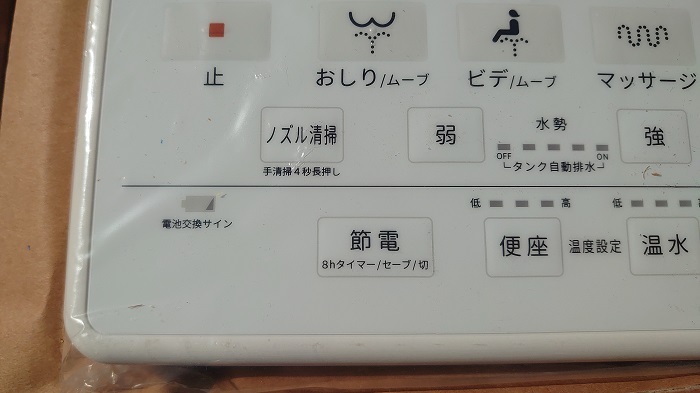 止 おしり/ムーブ ビデ/ムーブ マッサージ
ノズル清掃 弱 水勢 強
OFF ON
手清掃4秒長押し タンク自動排水
低 高 低
電池交換サイン
節電 便座 温度設定 温水
8hタイマー/セーブ/切